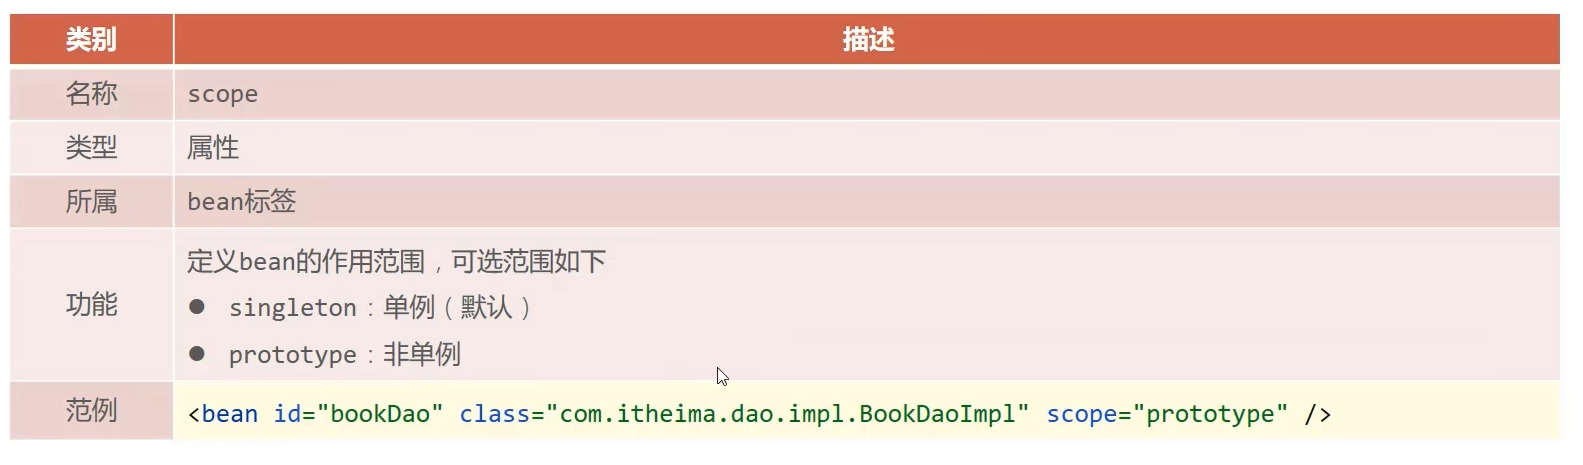 类别 描述
名称 scope
类型 属性
所属 bean标签
功能 定义bean的作用范围，可选范围如下
● singleton：单例（默认）
● prototype：非单例
范例 <bean id="bookDao" class="com.itheima.dao.impl.BookDaoImpl" scope="prototype" />